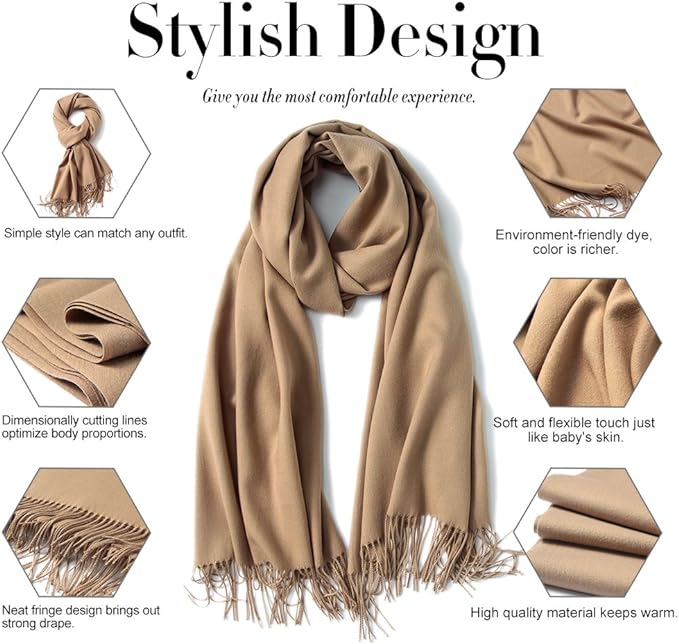 Stylish Design
Give you the most comfortable experience.
Simple style can match any outfit.
Environment-friendly dye,
color is richer.
Dimensionally cutting lines
optimize body proportions.
Soft and flexible touch just
like baby's skin.
Neat fringe design brings out
strong drape.
High quality material keeps warm.